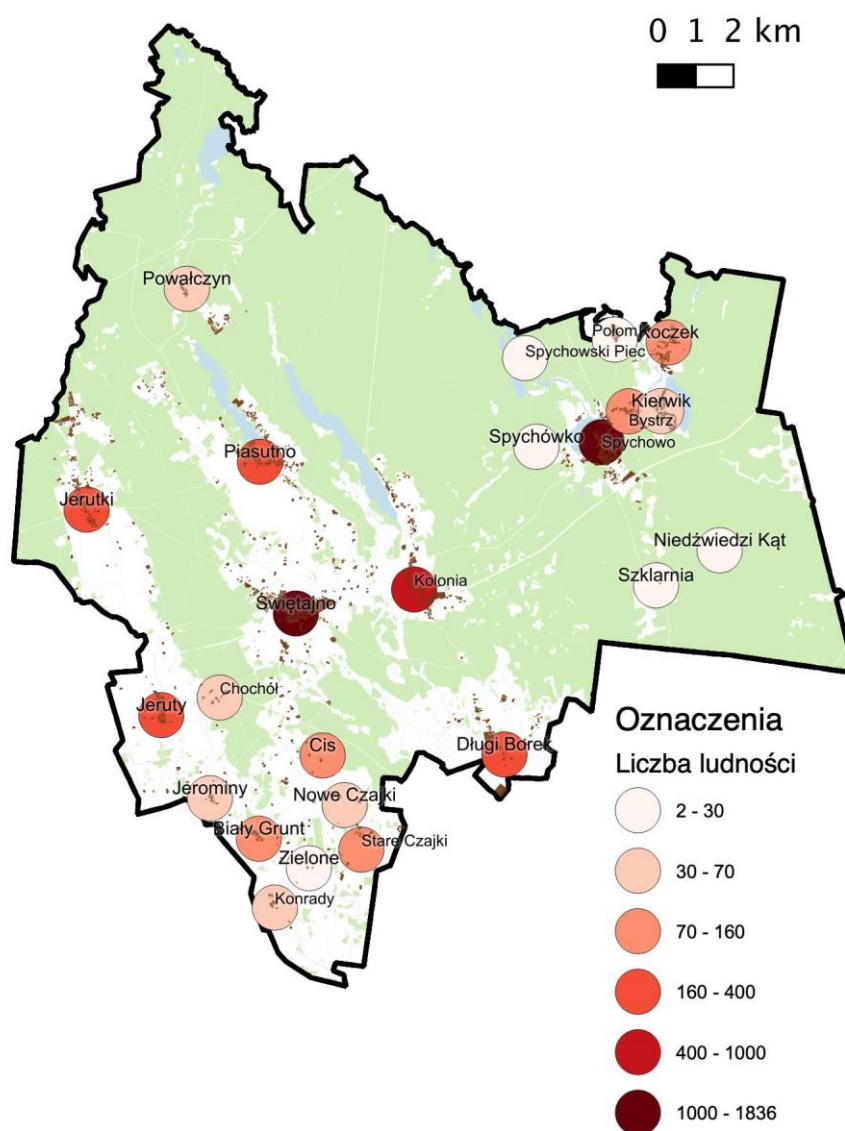 0 1 2 km
Powałczyn
Połom
Koczek
Spychowski Piec
Kierwik
Bystrz
Spychówko
Spychowo
Piasutno
Jerutki
Niedźwiedzi Kąt
Szklarnia
Kolonia
Świętajno
Chochół
Jeruty
Cis
Długi Borek
Jerominy
Nowe Czajki
Biały Grunt
Stare Czajki
Zielone
Konrady
Oznaczenia
Liczba ludności
2 - 30
30 - 70
70 - 160
160 - 400
400 - 1000
1000 - 1836